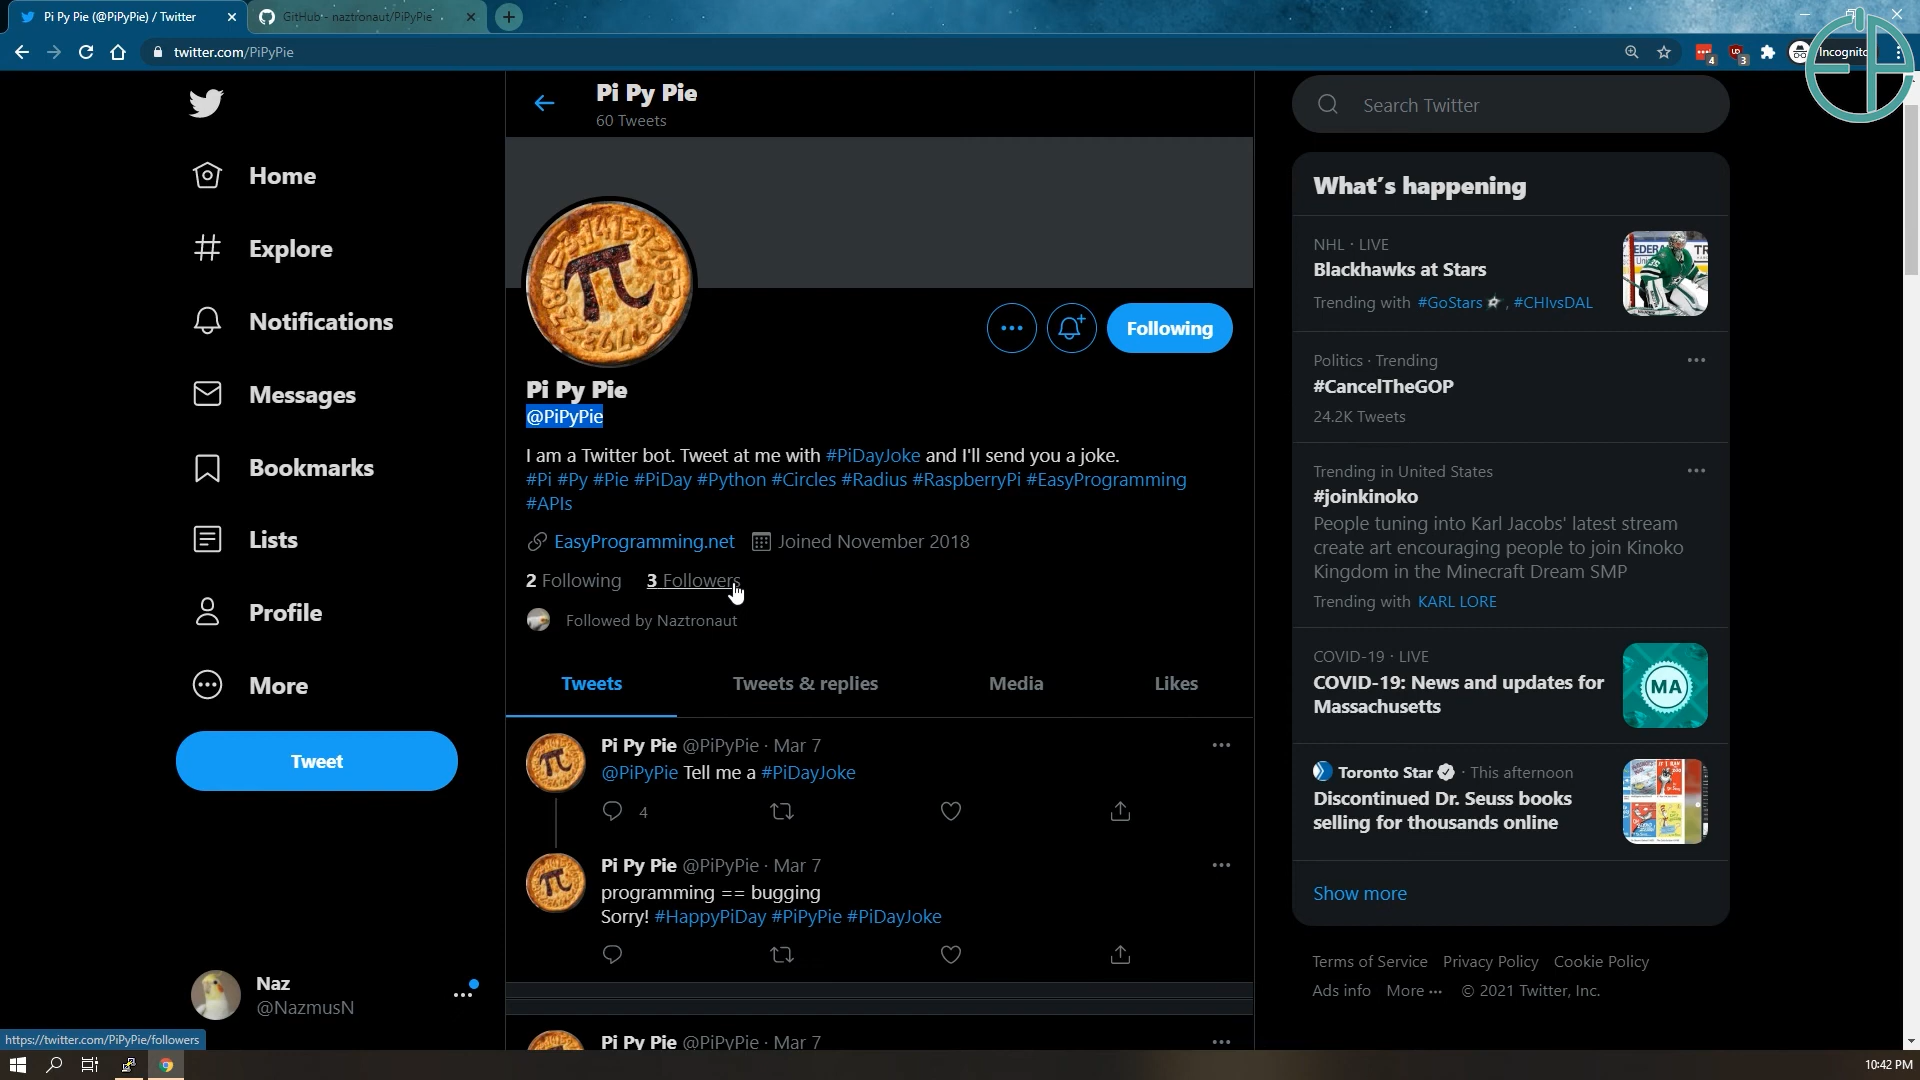 Pi Py Pie (@PiPyPie) / Twitter
GitHub - naztronaut/PiPyPie
twitter.com/PiPyPie
4
3
Incognito
Home
Explore
Notifications
Messages
Bookmarks
Lists
Profile
More
Tweet
Naz
@NazmusN
Pi Py Pie
60 Tweets
Following
Pi Py Pie
@PiPyPie
I am a Twitter bot. Tweet at me with #PiDayJoke and I'll send you a joke.
#Pi #Py #Pie #PiDay #Python #Circles #Radius #RaspberryPi #EasyProgramming
#APIs
EasyProgramming.net Joined November 2018
2 Following 3 Followers
Followed by Naztronaut
Tweets Tweets & replies Media Likes
Pi Py Pie @PiPyPie · Mar 7
@PiPyPie Tell me a #PiDayJoke
4
Pi Py Pie @PiPyPie · Mar 7
programming == bugging
Sorry! #HappyPiDay #PiPyPie #PiDayJoke
Pi Py Pie @PiPyPie · Mar 7
Search Twitter
What's happening
NHL · LIVE
Blackhawks at Stars
Trending with #GoStars, #CHIvsDAL
Politics · Trending
#CancelTheGOP
24.2K Tweets
Trending in United States
#joinkinoko
People tuning into Karl Jacobs' latest stream
create art encouraging people to join Kinoko
Kingdom in the Minecraft Dream SMP
Trending with KARL LORE
COVID-19 · LIVE
COVID-19: News and updates for
Massachusetts
MA
Toronto Star · This afternoon
Discontinued Dr. Seuss books
selling for thousands online
Show more
Terms of Service Privacy Policy Cookie Policy
Ads info More ··· © 2021 Twitter, Inc.
https://twitter.com/PiPyPie/followers
10:42 PM